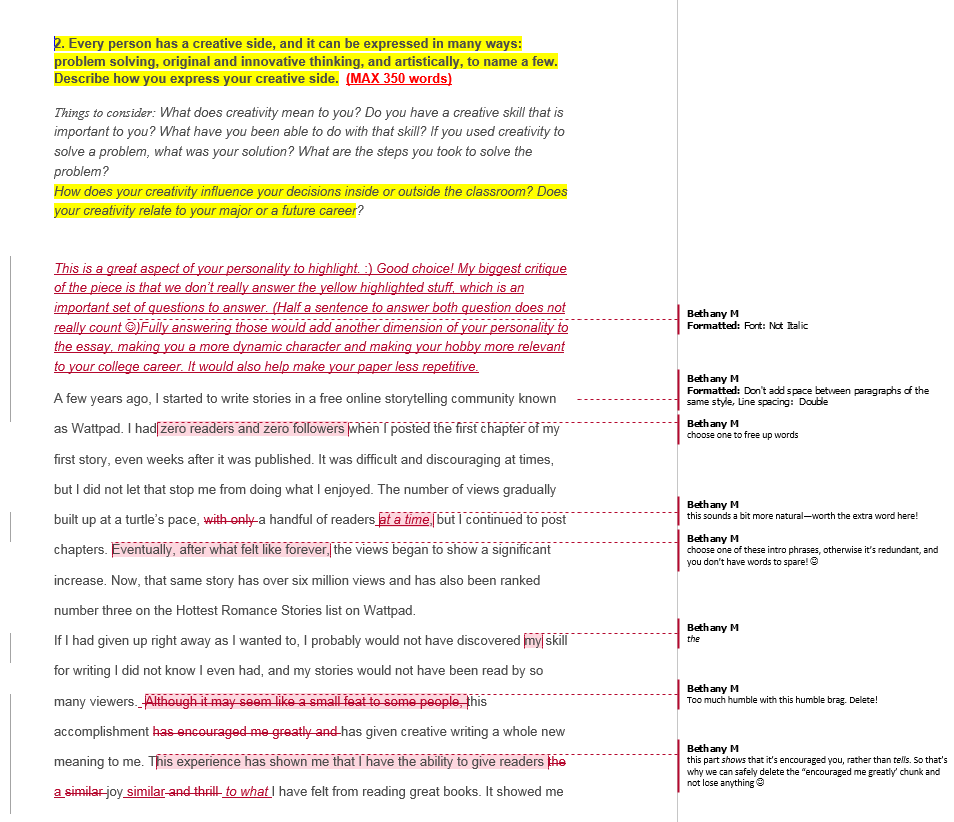 2. Every person has a creative side, and it can be expressed in many ways:
problem solving, original and innovative thinking, and artistically, to name a few.
Describe how you express your creative side. (MAX 350 words)
Things to consider: What does creativity mean to you? Do you have a creative skill that is
important to you? What have you been able to do with that skill? If you used creativity to
solve a problem, what was your solution? What are the steps you took to solve the
problem?
How does your creativity influence your decisions inside or outside the classroom? Does
your creativity relate to your major or a future career?
This is a great aspect of your personality to highlight. :) Good choice! My biggest critique
of the piece is that we don't really answer the yellow highlighted stuff, which is an
important set of questions to answer. (Half a sentence to answer both question does not
really count ☺)Fully answering those would add another dimension of your personality to
the essay, making you a more dynamic character and making your hobby more relevant
to your college career. It would also help make your paper less repetitive.
A few years ago, I started to write stories in a free online storytelling community known
as Wattpad. I had zero readers and zero followers when I posted the first chapter of my
first story, even weeks after it was published. It was difficult and discouraging at times,
but I did not let that stop me from doing what I enjoyed. The number of views gradually
built up at a turtle's pace, with only a handful of readers at a time, but I continued to post
chapters. Eventually, after what felt like forever, the views began to show a significant
increase. Now, that same story has over six million views and has also been ranked
number three on the Hottest Romance Stories list on Wattpad.
If I had given up right away as I wanted to, I probably would not have discovered my skill
for writing I did not know I even had, and my stories would not have been read by so
many viewers. Although it may seem like a small feat to some people, this
accomplishment has encouraged me greatly and has given creative writing a whole new
meaning to me. This experience has shown me that I have the ability to give readers the
a similar joy similar and thrill to what I have felt from reading great books. It showed me
Bethany M
Formatted: Font: Not Italic
Bethany M
Formatted: Don't add space between paragraphs of the
same style, Line spacing: Double
Bethany M
choose one to free up words
Bethany M
this sounds a bit more natural—worth the extra word here!
Bethany M
choose one of these intro phrases, otherwise it's redundant, and
you don't have words to spare! ☺
Bethany M
the
Bethany M
Too much humble with this humble brag. Delete!
Bethany M
this part shows that it's encouraged you, rather than tells. So that's
why we can safely delete the "encouraged me greatly' chunk and
not lose anything ☺